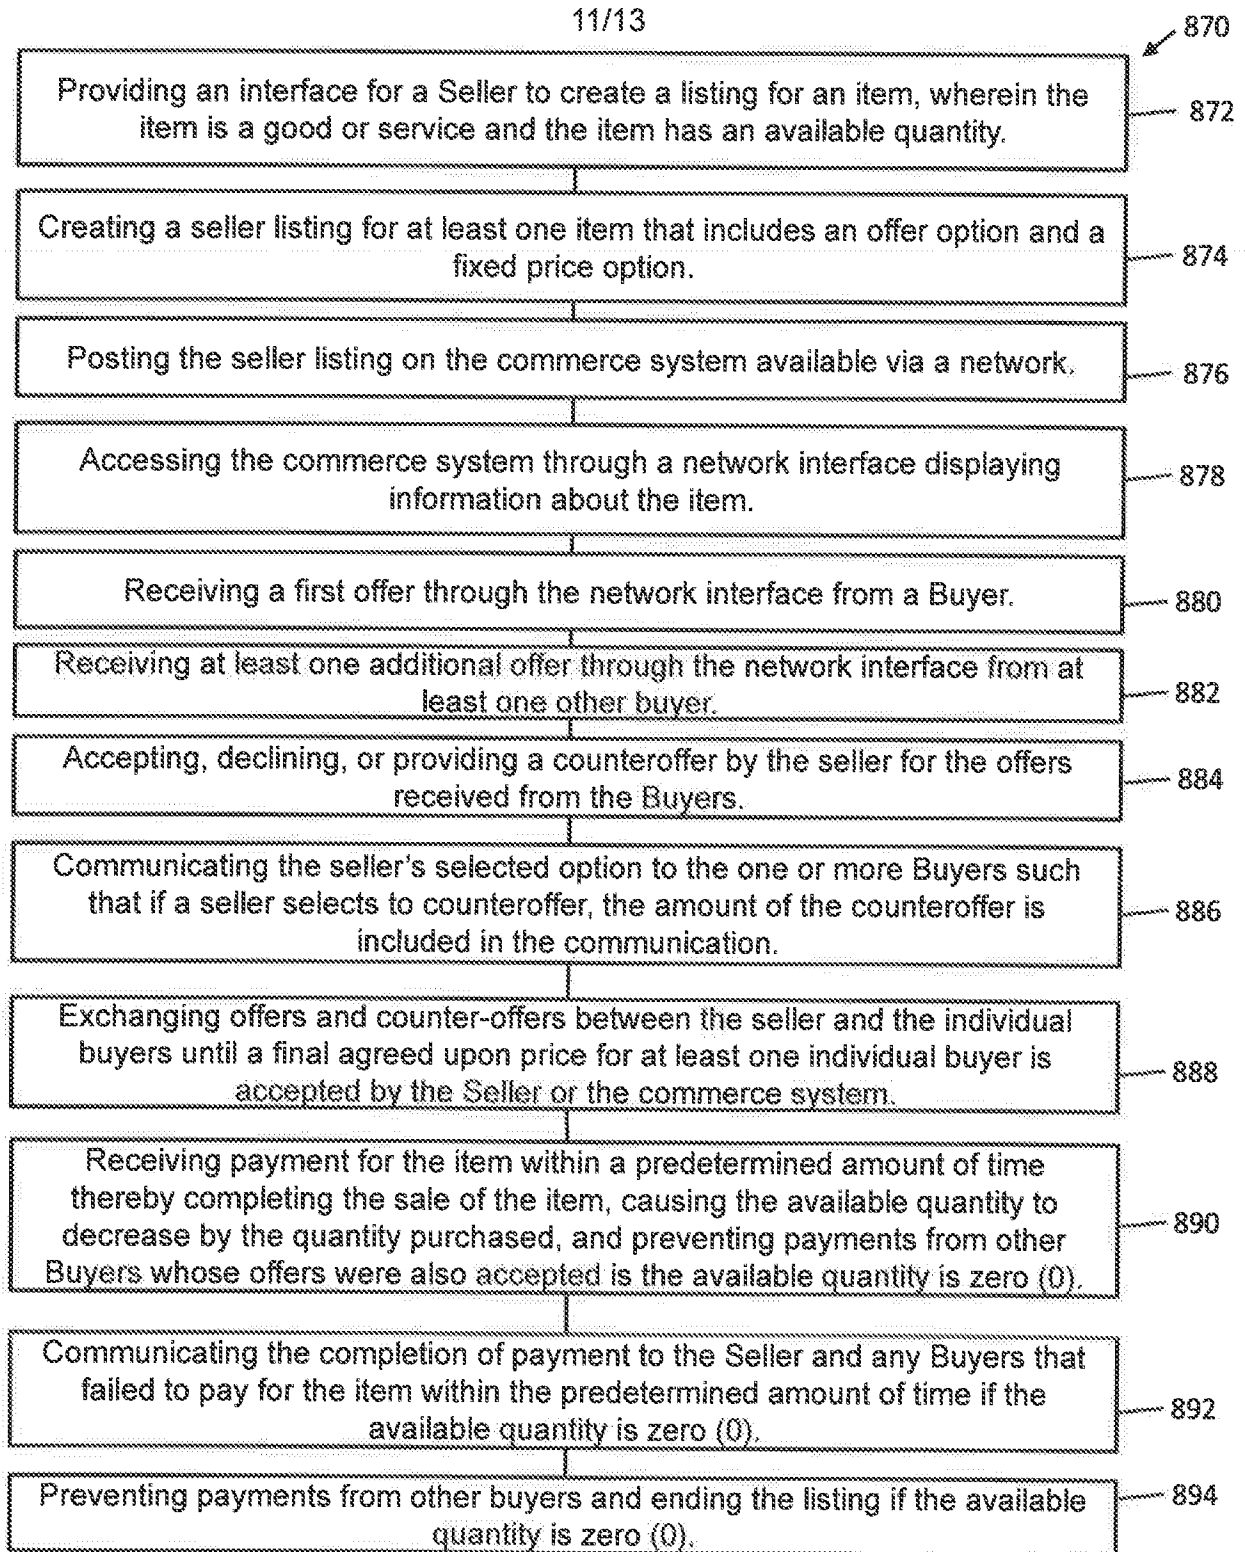 11/13
870
Providing an interface for a Seller to create a listing for an item, wherein the
item is a good or service and the item has an available quantity.
872
Creating a seller listing for at least one item that includes an offer option and a
fixed price option.
874
Posting the seller listing on the commerce system available via a network.
876
Accessing the commerce system through a network interface displaying
information about the item.
878
Receiving a first offer through the network interface from a Buyer.
880
Receiving at least one additional offer through the network interface from at
least one other buyer.
882
Accepting, declining, or providing a counteroffer by the seller for the offers
received from the Buyers.
884
Communicating the seller's selected option to the one or more Buyers such
that if a seller selects to counteroffer, the amount of the counteroffer is
included in the communication.
886
Exchanging offers and counter-offers between the seller and the individual
buyers until a final agreed upon price for at least one individual buyer is
accepted by the Seller or the commerce system.
888
Receiving payment for the item within a predetermined amount of time
thereby completing the sale of the item, causing the available quantity to
decrease by the quantity purchased, and preventing payments from other
Buyers whose offers were also accepted is the available quantity is zero (0).
890
Communicating the completion of payment to the Seller and any Buyers that
failed to pay for the item within the predetermined amount of time if the
available quantity is zero (0).
892
Preventing payments from other buyers and ending the listing if the available
quantity is zero (0).
894